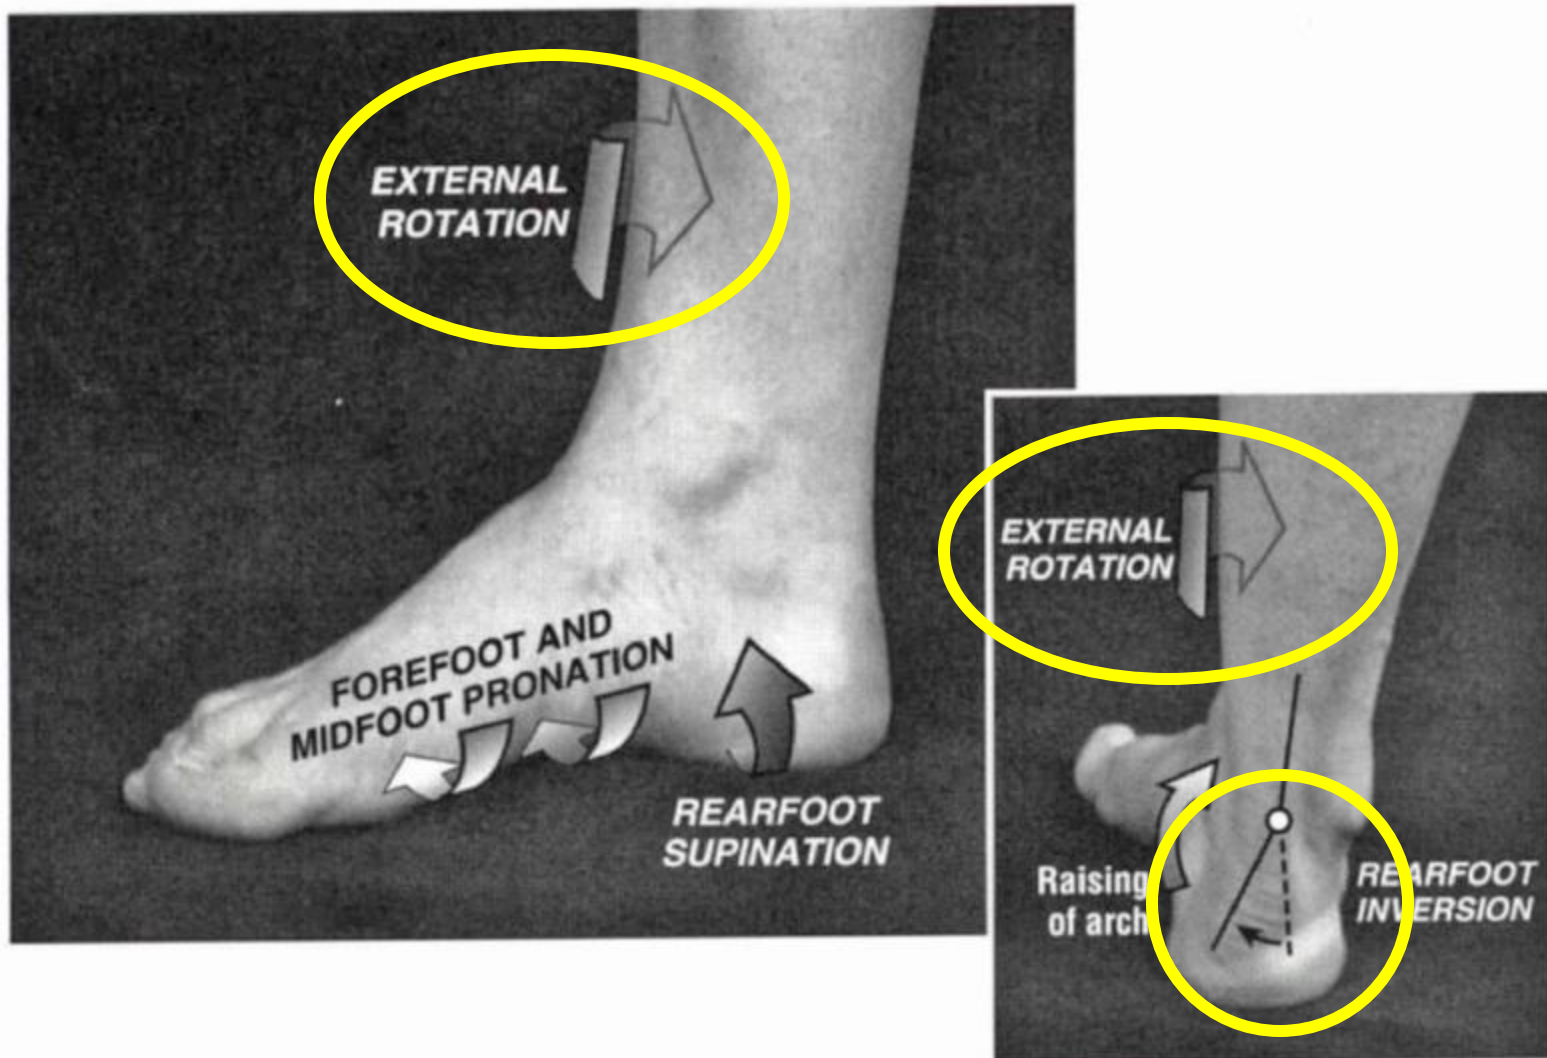 EXTERNAL
ROTATION
FOREFOOT AND
MIDFOOT PRONATION
REARFOOT
SUPINATION
EXTERNAL
ROTATION
Raising
of arch
REARFOOT
INVERSION